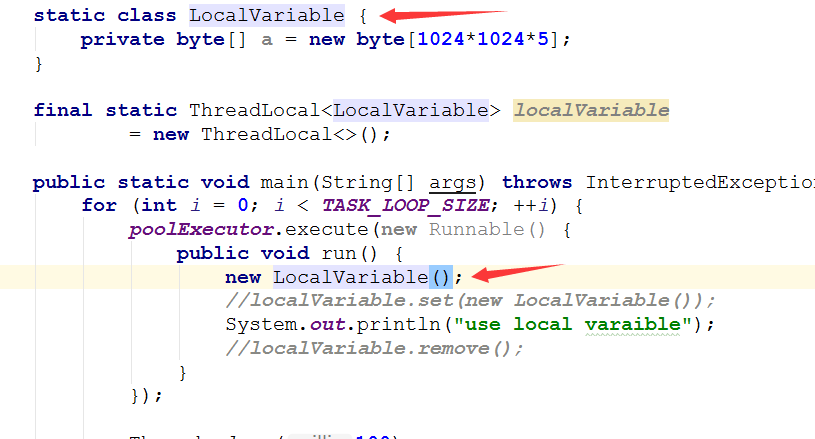 static class LocalVariable {
private byte[] a = new byte[1024*1024*5];
}
final static ThreadLocal<LocalVariable> localVariable
= new ThreadLocal<>();
public static void main(String[] args) throws InterruptedException
for (int i = 0; i < TASK_LOOP_SIZE; ++i) {
poolExecutor.execute(new Runnable() {
public void run() {
new LocalVariable();
//localVariable.set(new LocalVariable());
System.out.println("use local varaible");
//localVariable.remove();
}
});